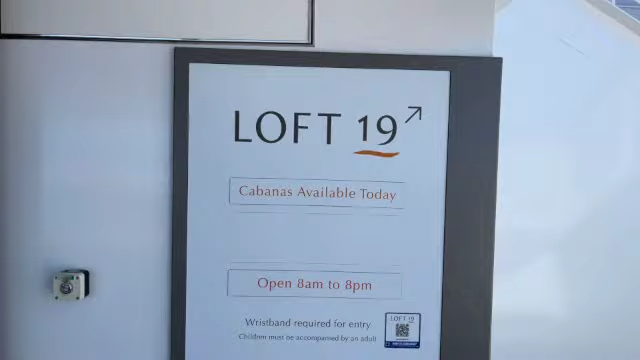 LOFT 19
Cabanas Available Today
Open 8am to 8pm
Wristband required for entry
Children must be accompanied by an adult
LOFT 19